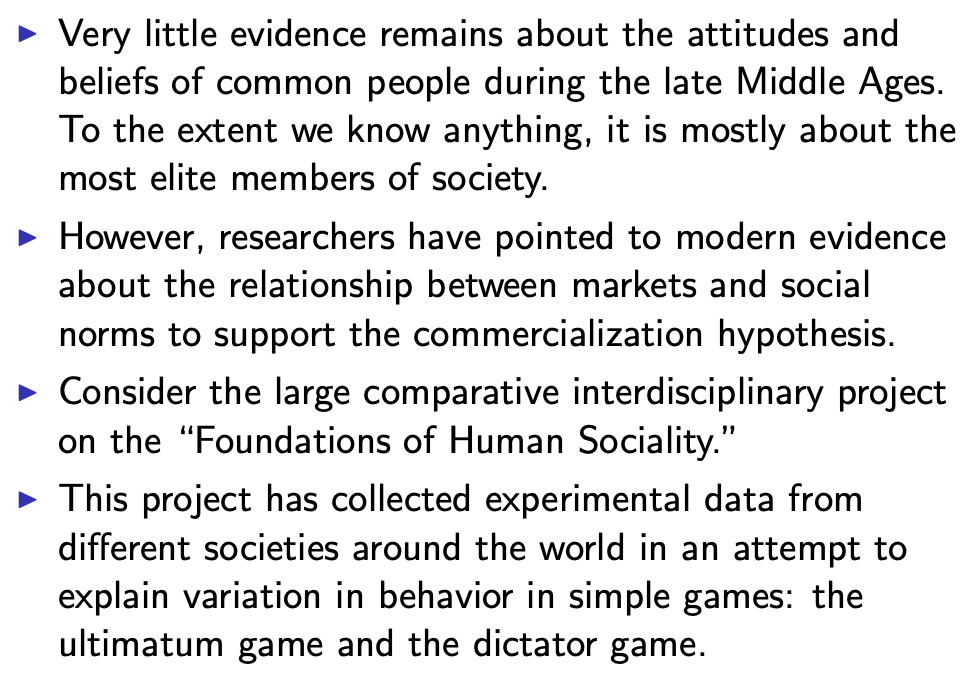 ▶ Very little evidence remains about the attitudes and
beliefs of common people during the late Middle Ages.
To the extent we know anything, it is mostly about the
most elite members of society.
▶ However, researchers have pointed to modern evidence
about the relationship between markets and social
norms to support the commercialization hypothesis.
▶ Consider the large comparative interdisciplinary project
on the “Foundations of Human Sociality.”
▶ This project has collected experimental data from
different societies around the world in an attempt to
explain variation in behavior in simple games: the
ultimatum game and the dictator game.